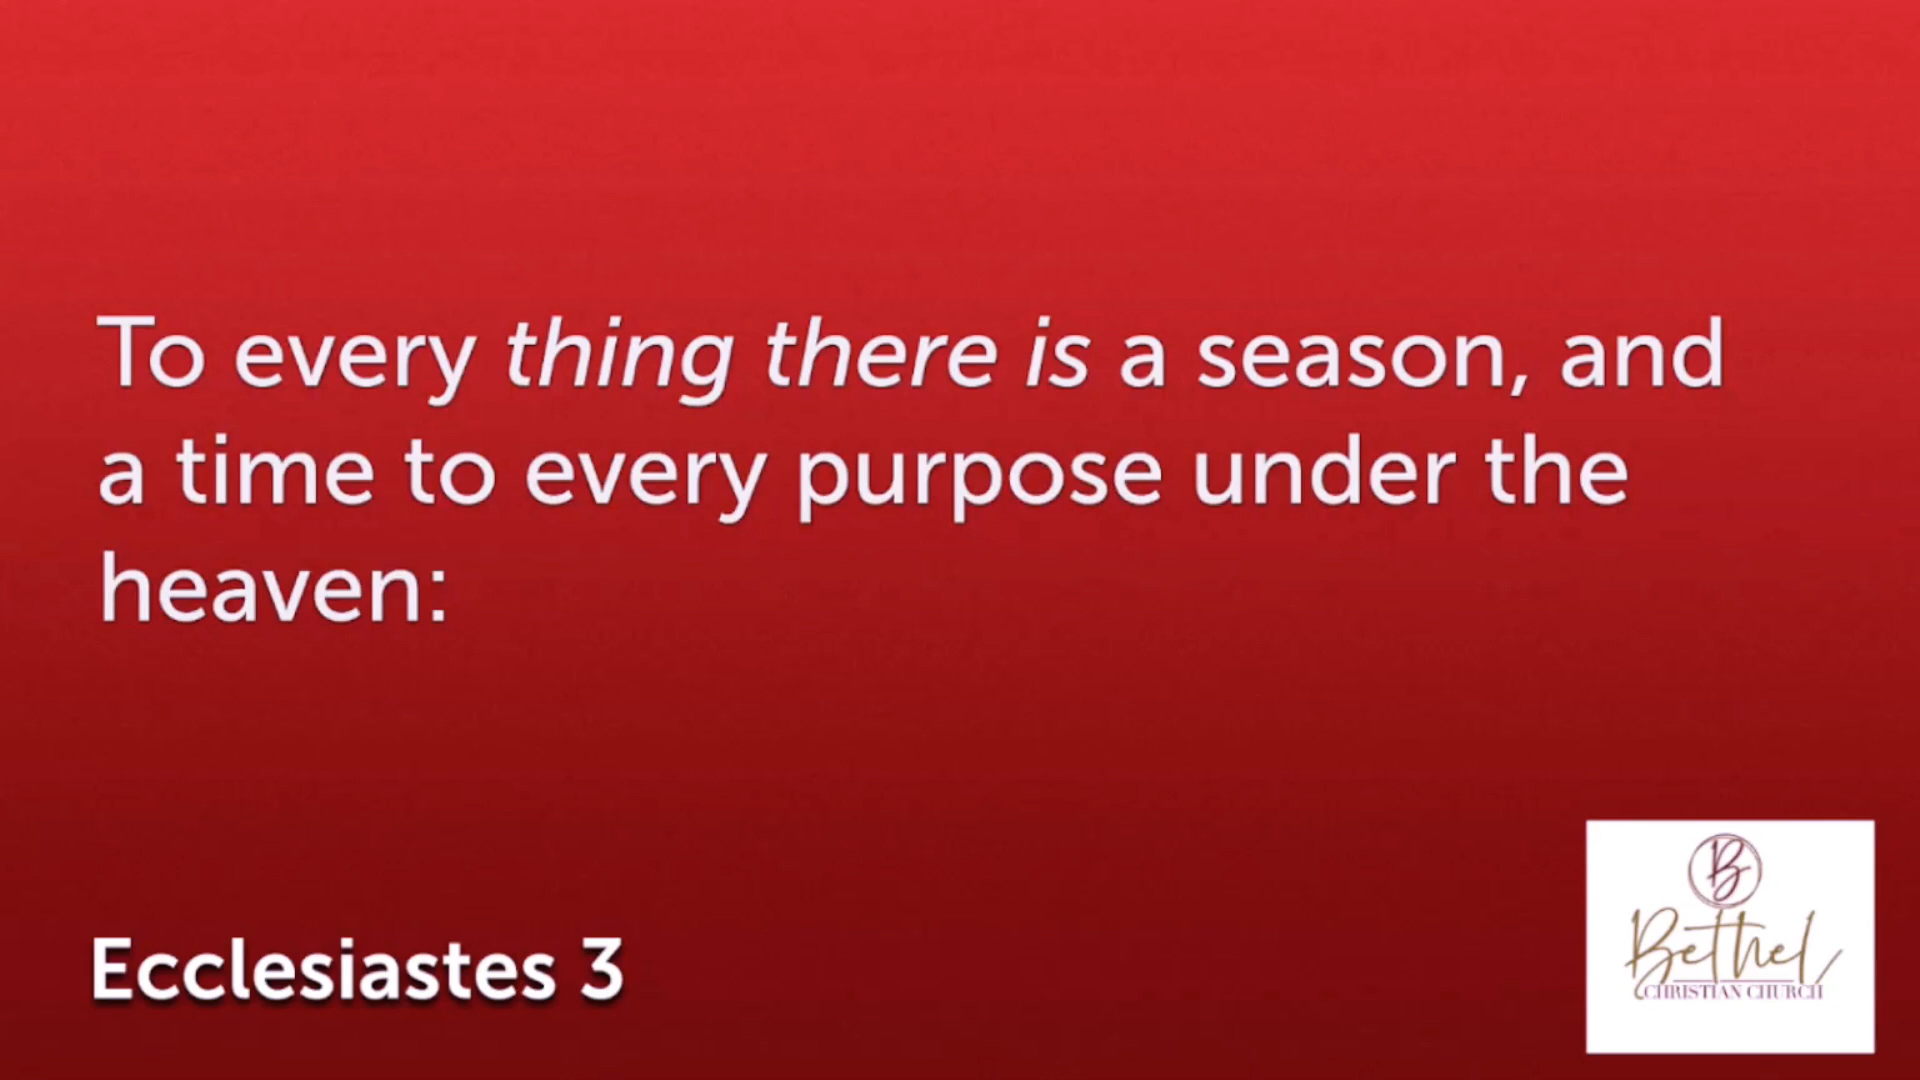 To every thing there is a season, and
a time to every purpose under the
heaven:
Ecclesiastes 3
B
Bethel
CHRISTIAN CHURCH